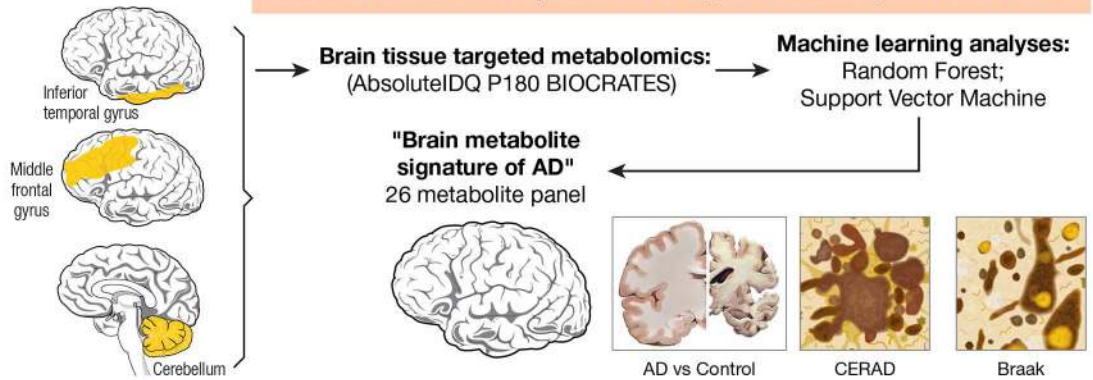 Inferior
temporal gyrus
Middle
frontal
gyrus
Cerebellum
Brain tissue targeted metabolomics:
(AbsoluteIDQ P180 BIOCRATES)
Machine learning analyses:
Random Forest;
Support Vector Machine
"Brain metabolite
signature of AD"
26 metabolite panel
AD vs Control
CERAD
Braak